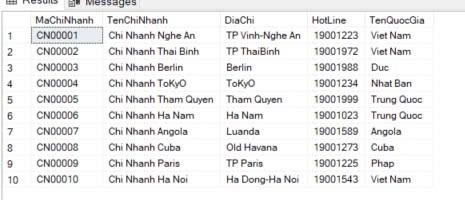 Results Messages
MaChiNhanh TenChiNhanh DiaChi HotLine TenQuocGia
1 CN00001 Chi Nhanh Nghe An TP Vinh-Nghe An 19001223 Viet Nam
2 CN00002 Chi Nhanh Thai Binh TP ThaiBinh 19001972 Viet Nam
3 CN00003 Chi Nhanh Berlin Berlin 19001988 Duc
4 CN00004 Chi Nhanh ToKyO ToKyO 19001234 Nhat Ban
5 CN00005 Chi Nhanh Tham Quyen Tham Quyen 19001999 Trung Quoc
6 CN00006 Chi Nhanh Ha Nam Ha Nam 19001023 Trung Quoc
7 CN00007 Chi Nhanh Angola Luanda 19001589 Angola
8 CN00008 Chi Nhanh Cuba Old Havana 19001273 Cuba
9 CN00009 Chi Nhanh Paris TP Paris 19001225 Phap
10 CN00010 Chi Nhanh Ha Noi Ha Dong-Ha Noi 19001543 Viet Nam